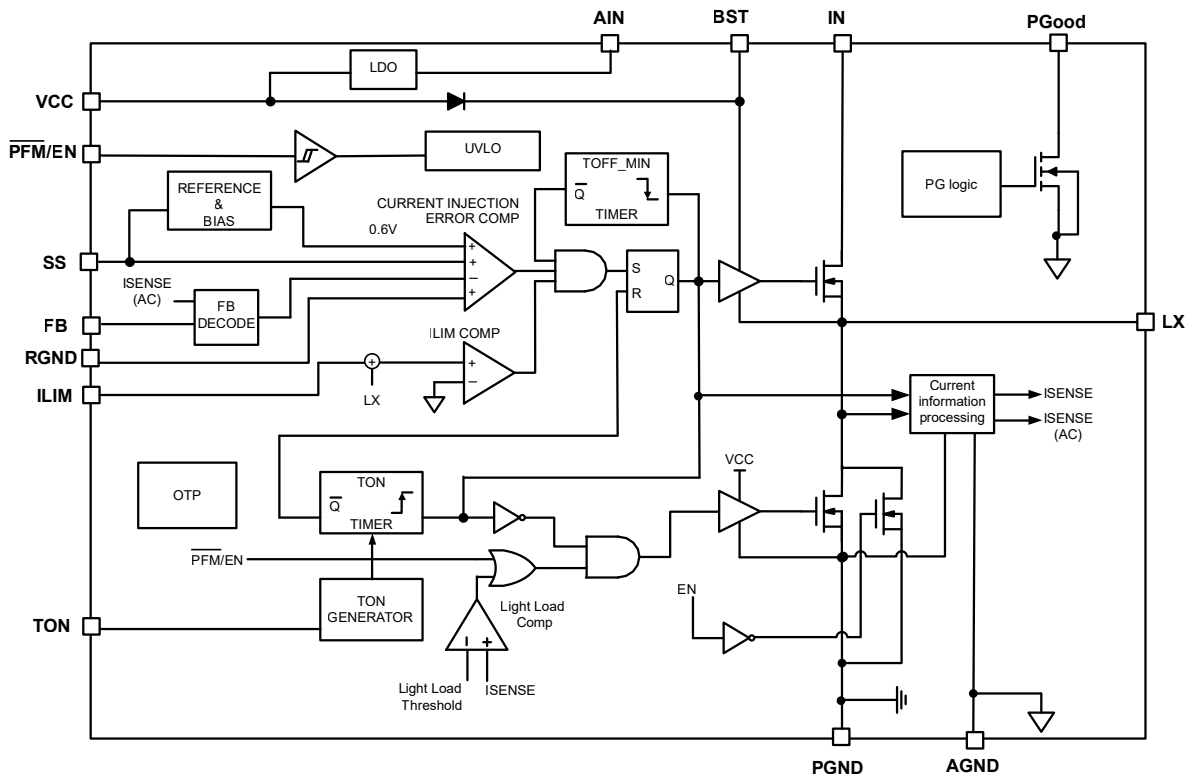 AIN
BST
IN
PGood
LDO
VCC
PFM/EN
UVLO
TOFF_MIN
Q
TIMER
PG logic
REFERENCE
&
BIAS
CURRENT INJECTION
ERROR COMP
0.6V
SS
ISENSE
(AC)
FB
DECODE
+
+
–
+
S
R
Q
LX
FB
RGND
ILIM
ILIM COMP
+
LX
+
–
Current
information
processing
ISENSE
ISENSE
(AC)
OTP
TON
Q
TIMER
VCC
PFM/EN
TON
GENERATOR
TON
Light Load
Comp
–
+
Light Load
Threshold
ISENSE
EN
PGND
AGND